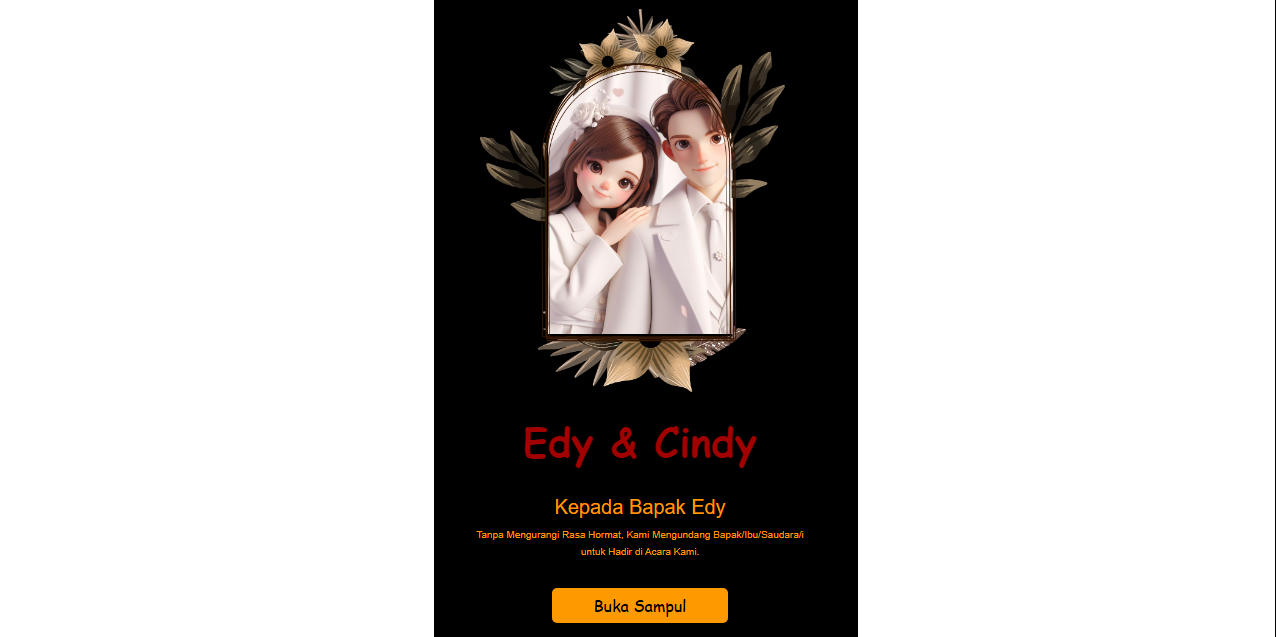 Edy & Cindy
Kepada Bapak Edy
Tanpa Mengurangi Rasa Hormat, Kami Mengundang Bapak/Ibu/Saudara/i
untuk Hadir di Acara Kami.
Buka Sampul